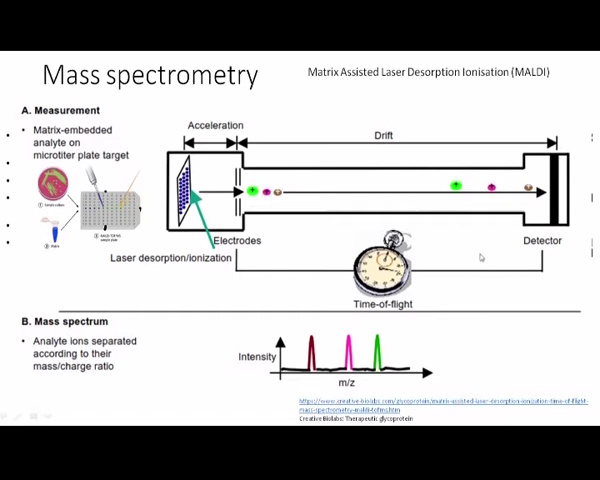 Mass spectrometry
Matrix Assisted Laser Desorption Ionisation (MALDI)
A. Measurement
• Matrix-embedded
analyte on
microtiter plate target
Acceleration
Drift
Electrodes
Detector
Laser desorption/ionization
Time-of-flight
B. Mass spectrum
• Analyte ions separated
according to their
mass/charge ratio
Intensity
m/z
https://www.creative-biolabs.com/glycoprotein/matrix-assisted-laser-desorption-ionization-time-of-flight-
mass-spectrometry-maldi-tofms.htm
Creative Biolabs: Therapeutic glycoprotein